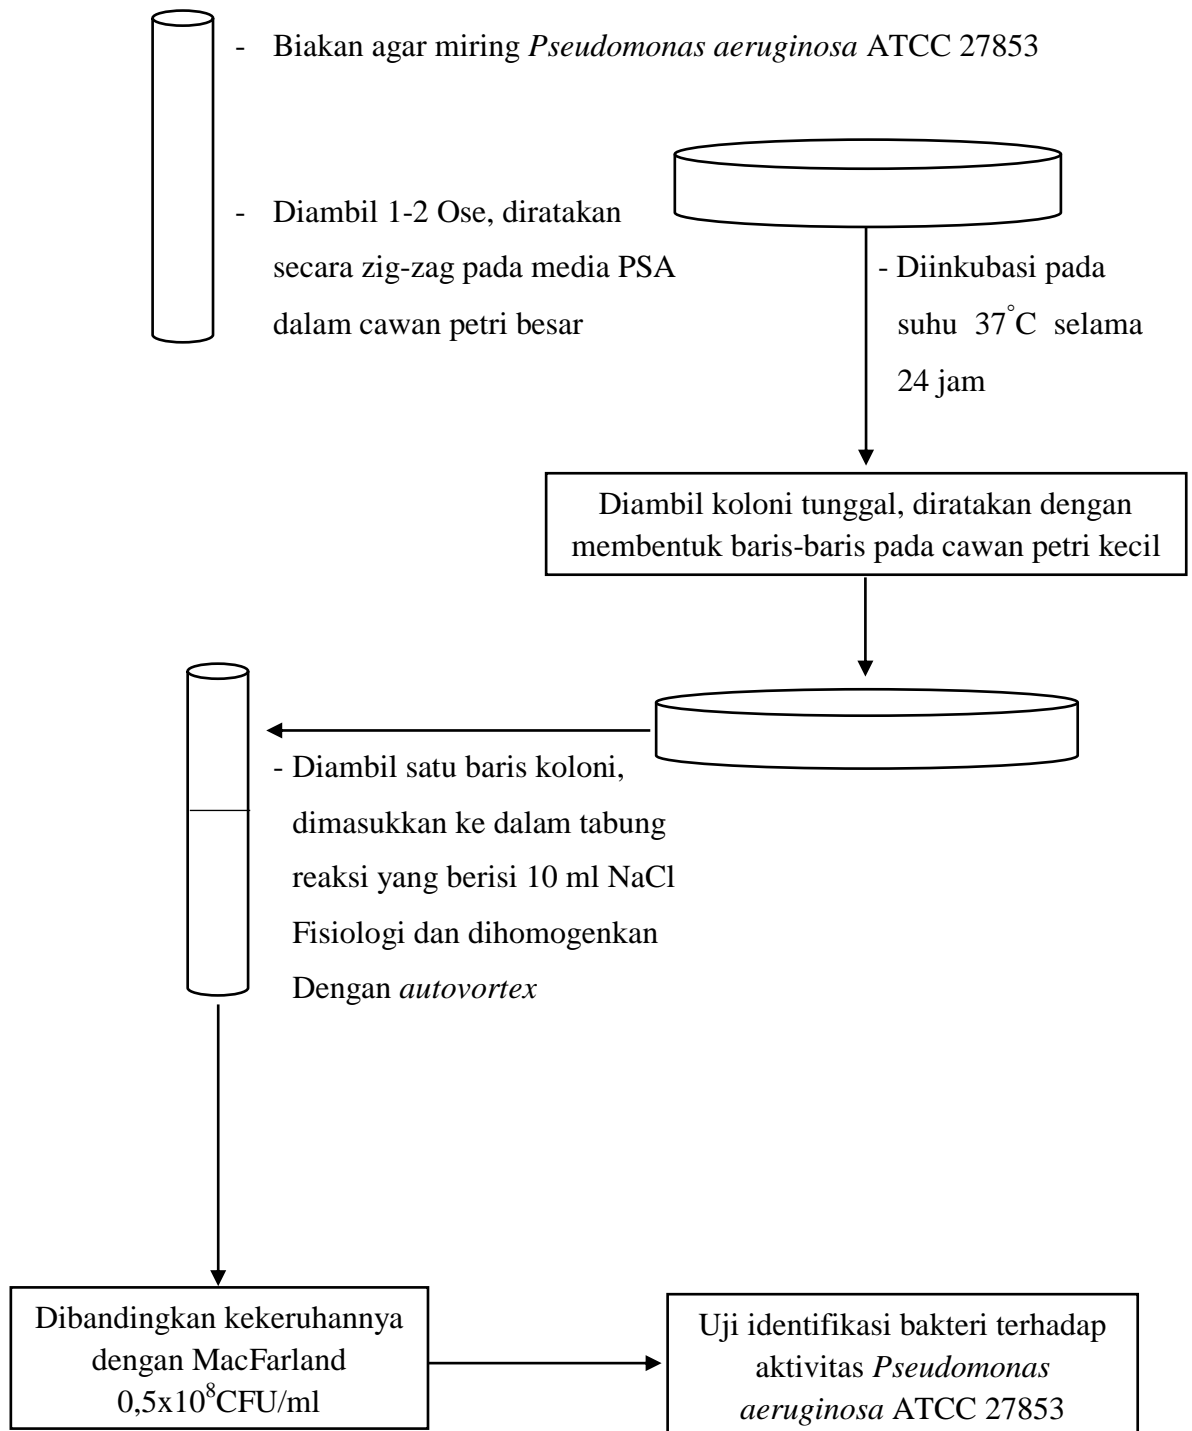 - Biakan agar miring Pseudomonas aeruginosa ATCC 27853
- Diambil 1-2 Ose, diratakan
secara zig-zag pada media PSA
dalam cawan petri besar
- Diinkubasi pada
suhu 37°C selama
24 jam
Diambil koloni tunggal, diratakan dengan
membentuk baris-baris pada cawan petri kecil
- Diambil satu baris koloni,
dimasukkan ke dalam tabung
reaksi yang berisi 10 ml NaCl
Fisiologi dan dihomogenkan
Dengan autovortex
Dibandingkan kekeruhannya
dengan MacFarland
0,5x10⁸CFU/ml
Uji identifikasi bakteri terhadap
aktivitas Pseudomonas
aeruginosa ATCC 27853